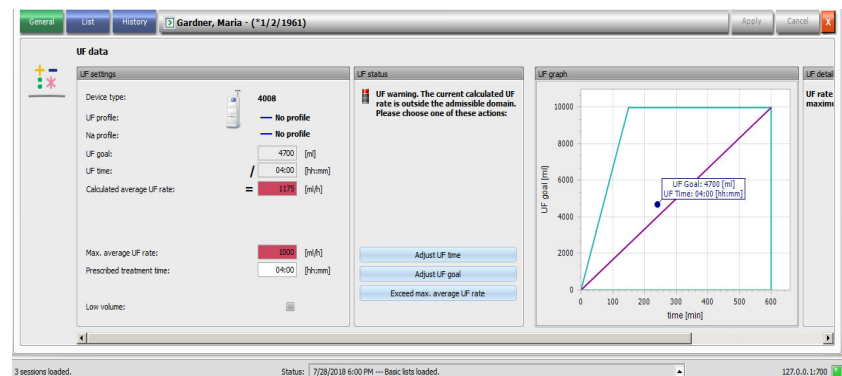 General
List
History
Gardner, Maria - (*1/2/1961)
Apply
Cancel
X
UF data
UF settings
Device type: 4008
UF profile: No profile
Na profile: No profile
UF goal: 4700 [ml]
UF time: / 04:00 [hh:mm]
Calculated average UF rate: = 1175 [ml/h]
Max. average UF rate: 1000 [ml/h]
Prescribed treatment time: 04:00 [hh:mm]
Low volume:
UF status
UF warning. The current calculated UF
rate is outside the admissible domain.
Please choose one of these actions:
Adjust UF time
Adjust UF goal
Exceed max. average UF rate
UF graph
UF goal [ml]
10000
8000
6000
4000
2000
0
UF Goal: 4700 [ml]
UF Time: 04:00 [hh:mm]
0 100 200 300 400 500 600
time [min]
UF detail
UF rate
maximu
3 sessions loaded.
Status: 7/28/2018 6:00 PM --- Basic lists loaded.
127.0.0.1:700